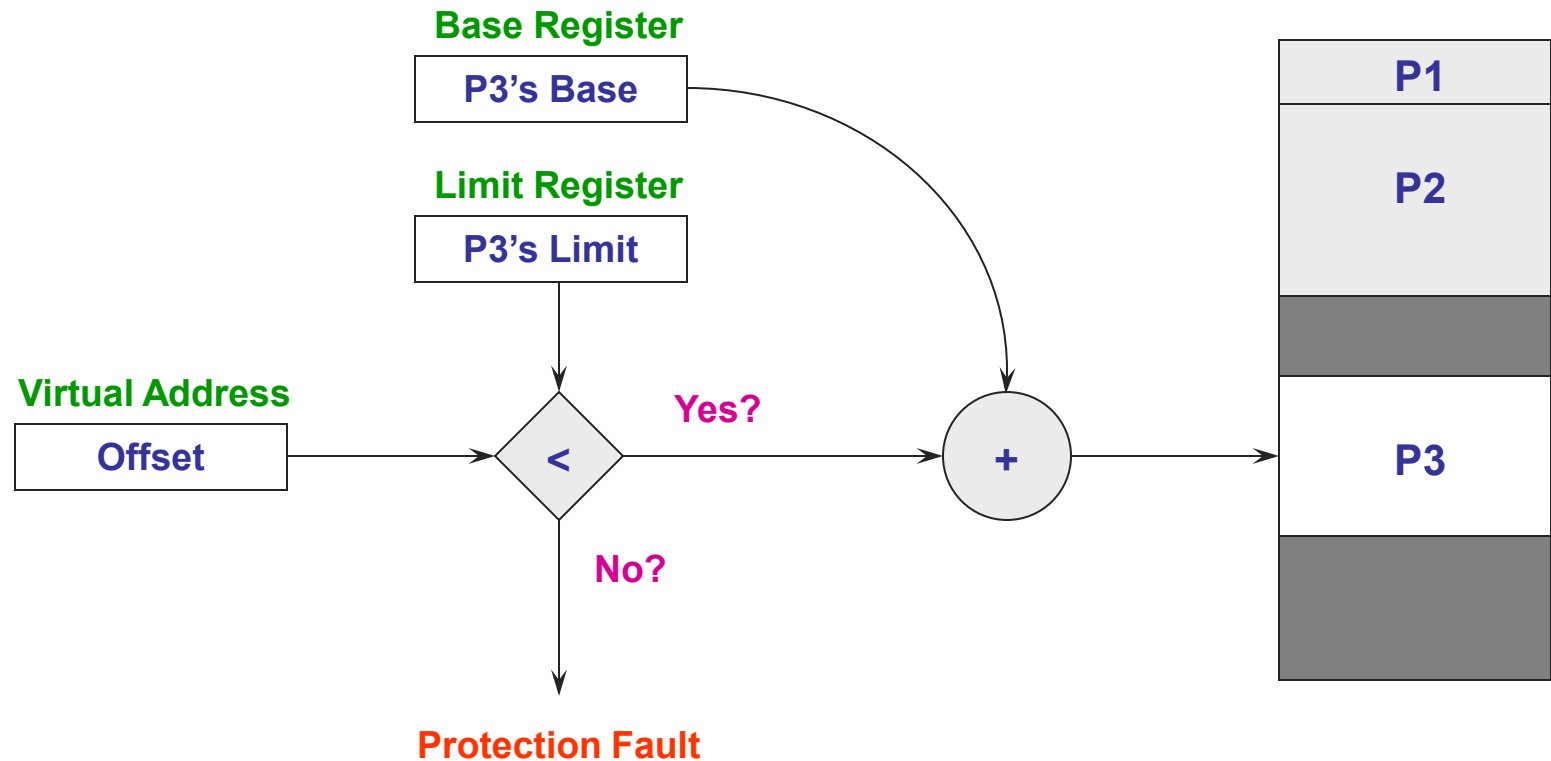 Base Register
P3’s Base
Limit Register
P3’s Limit
Virtual Address
Offset
<
Yes?
+
No?
Protection Fault
P1
P2
P3